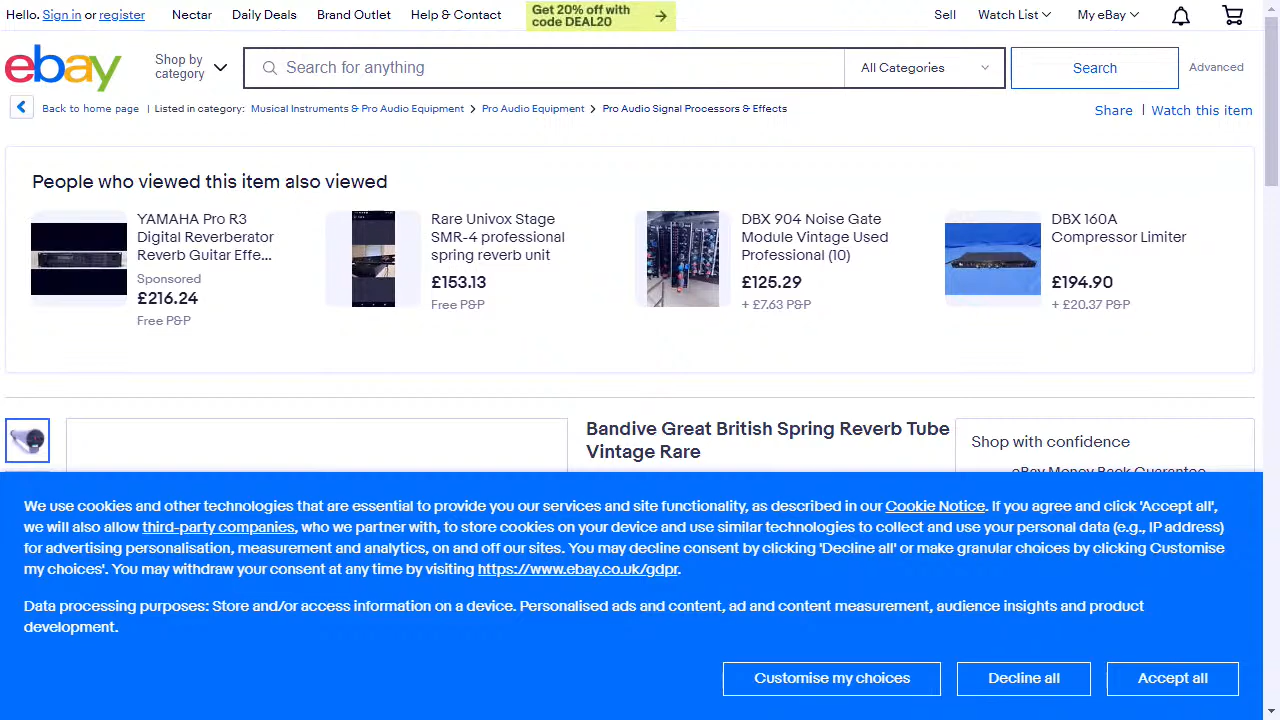 Hello. Sign in or register
Nectar
Daily Deals
Brand Outlet
Help & Contact
Get 20% off with
code DEAL20
Sell
Watch List
My eBay
ebay
Shop by
category
Search for anything
All Categories
Search
Advanced
Back to home page
| Listed in category:
Musical Instruments & Pro Audio Equipment
Pro Audio Equipment
Pro Audio Signal Processors & Effects
Share
Watch this item
People who viewed this item also viewed
YAMAHA Pro R3
Digital Reverberator
Reverb Guitar Effe...
Sponsored
£216.24
Free P&P
Rare Univox Stage
SMR-4 professional
spring reverb unit
£153.13
Free P&P
DBX 904 Noise Gate
Module Vintage Used
Professional (10)
£125.29
+ £7.63 P&P
DBX 160A
Compressor Limiter
£194.90
+ £20.37 P&P
Bandive Great British Spring Reverb Tube
Vintage Rare
Shop with confidence
eBay Money Back Guarantee
We use cookies and other technologies that are essential to provide you our services and site functionality, as described in our Cookie Notice. If you agree and click 'Accept all',
we will also allow third-party companies, who we partner with, to store cookies on your device and use similar technologies to collect and use your personal data (e.g., IP address)
for advertising personalisation, measurement and analytics, on and off our sites. You may decline consent by clicking 'Decline all' or make granular choices by clicking Customise
my choices'. You may withdraw your consent at any time by visiting https://www.ebay.co.uk/gdpr.
Data processing purposes: Store and/or access information on a device. Personalised ads and content, ad and content measurement, audience insights and product
development.
Customise my choices
Decline all
Accept all